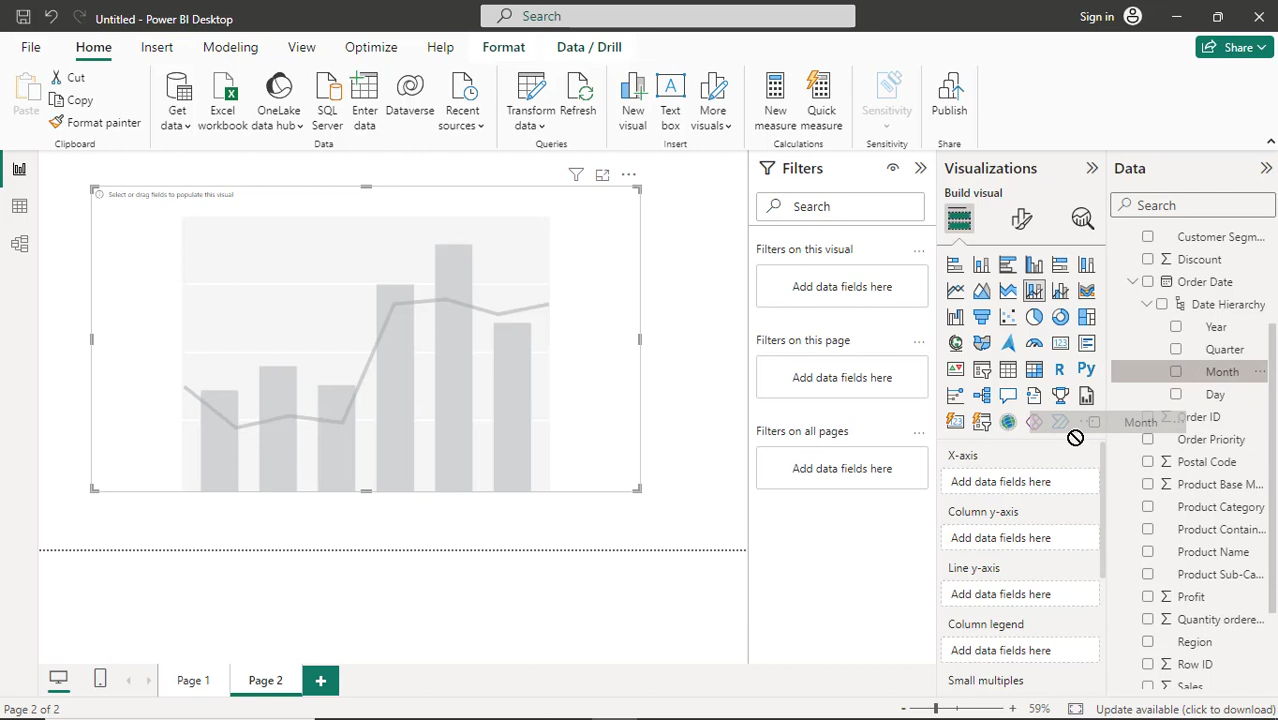 Untitled - Power BI Desktop
Search
Sign in
File
Home
Insert
Modeling
View
Optimize
Help
Format
Data / Drill
Share
Paste
Cut
Copy
Format painter
Clipboard
Get data
Excel workbook
OneLake data hub
SQL Server
Enter data
Dataverse
Recent sources
Data
Transform data
Refresh
Queries
New visual
Text box
More visuals
Insert
New measure
Quick measure
Calculations
Sensitivity
Sensitivity
Publish
Share
Select or drag fields to populate this visual
Filters
Search
Filters on this visual
...
Add data fields here
Filters on this page
...
Add data fields here
Filters on all pages
...
Add data fields here
Visualizations
Build visual
123
R
Py
Month
X-axis
Add data fields here
Column y-axis
Add data fields here
Line y-axis
Add data fields here
Column legend
Add data fields here
Small multiples
Data
Search
Customer Segm...
Discount
Order Date
Date Hierarchy
Year
Quarter
Month
Day
Order ID
Order Priority
Postal Code
Product Base M...
Product Category
Product Contain...
Product Name
Product Sub-Ca...
Profit
Quantity ordere...
Region
Row ID
Sales
Page 1
Page 2
Page 2 of 2
59%
Update available (click to download)